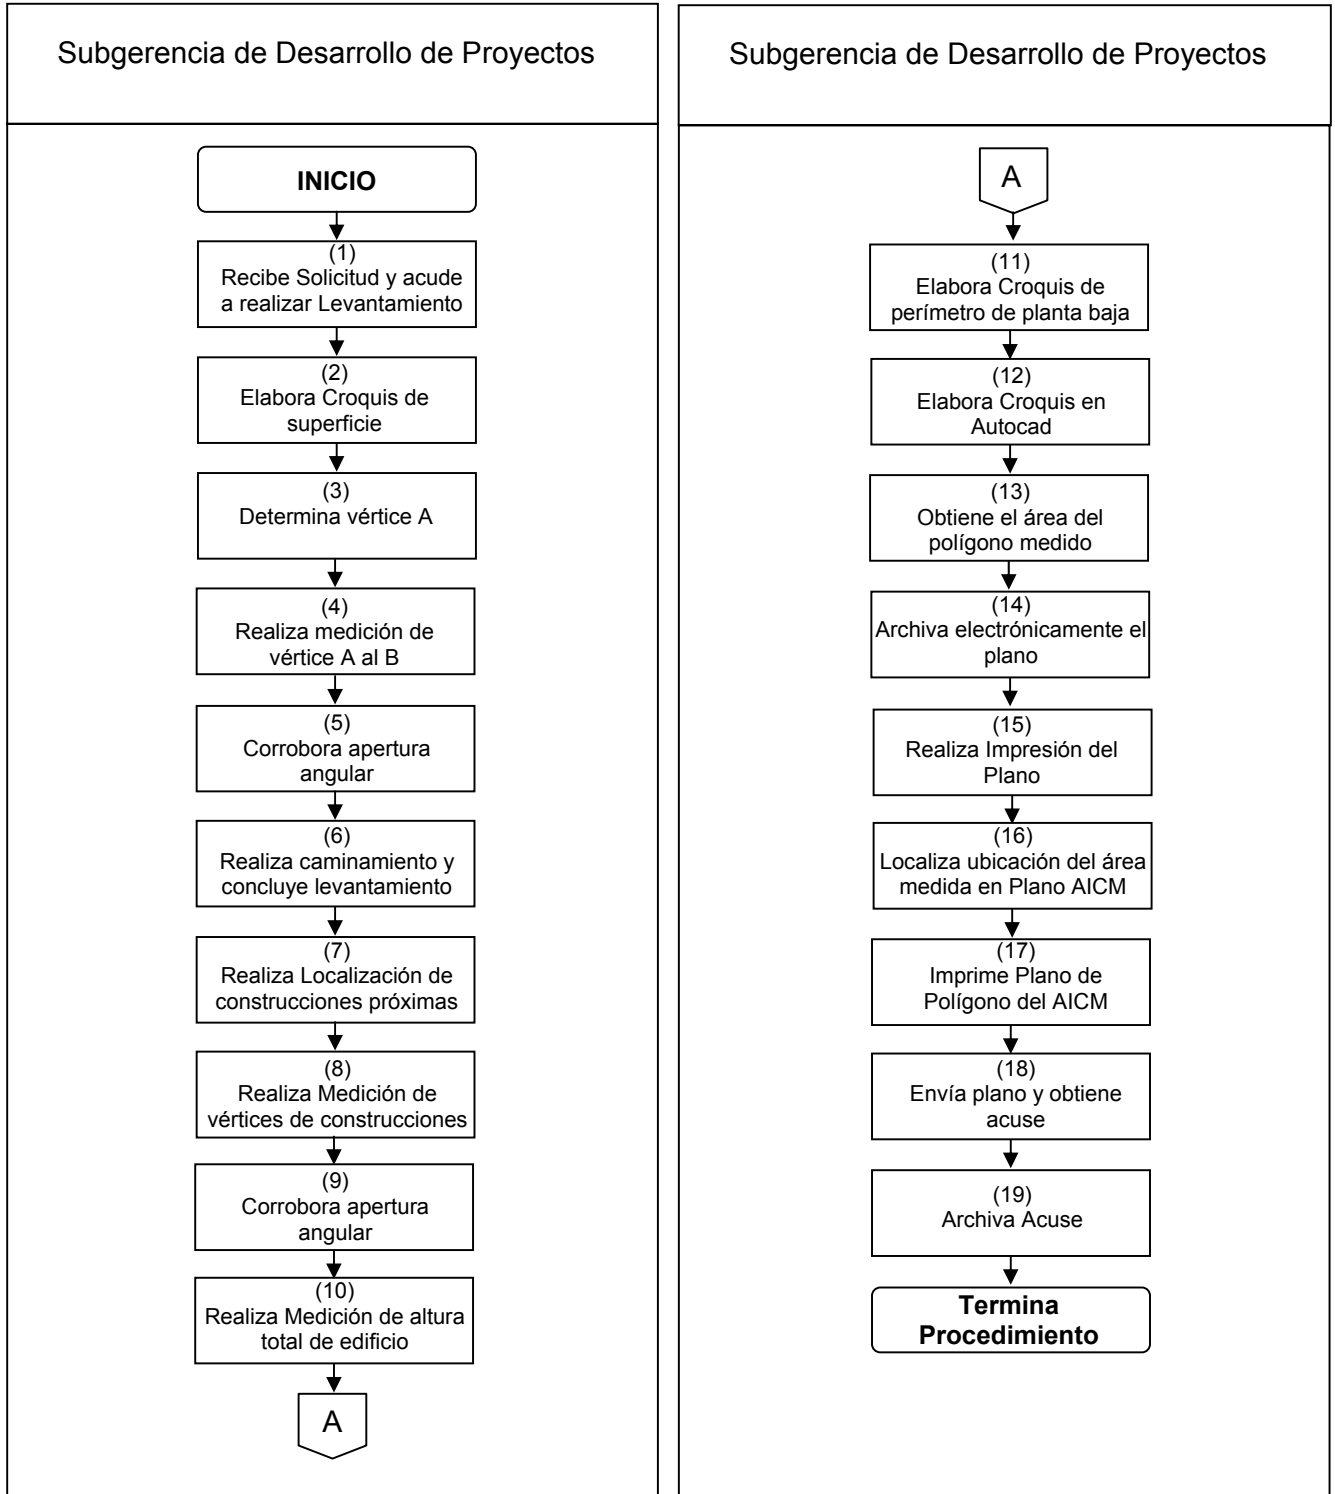 Subgerencia de Desarrollo de Proyectos
INICIO
(1)
Recibe Solicitud y acude
a realizar Levantamiento
(2)
Elabora Croquis de
superficie
(3)
Determina vértice A
(4)
Realiza medición de
vértice A al B
(5)
Corrobora apertura
angular
(6)
Realiza caminamiento y
concluye levantamiento
(7)
Realiza Localización de
construcciones próximas
(8)
Realiza Medición de
vértices de construcciones
(9)
Corrobora apertura
angular
(10)
Realiza Medición de altura
total de edificio
A
Subgerencia de Desarrollo de Proyectos
A
(11)
Elabora Croquis de
perímetro de planta baja
(12)
Elabora Croquis en
Autocad
(13)
Obtiene el área del
polígono medido
(14)
Archiva electrónicamente el
plano
(15)
Realiza Impresión del
Plano
(16)
Localiza ubicación del área
medida en Plano AICM
(17)
Imprime Plano de
Polígono del AICM
(18)
Envía plano y obtiene
acuse
(19)
Archiva Acuse
Termina
Procedimiento